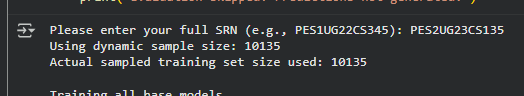 Please enter your full SRN (e.g., PES1UG22CS345): PES2UG23CS135
Using dynamic sample size: 10135
Actual sampled training set size used: 10135
Training all base models